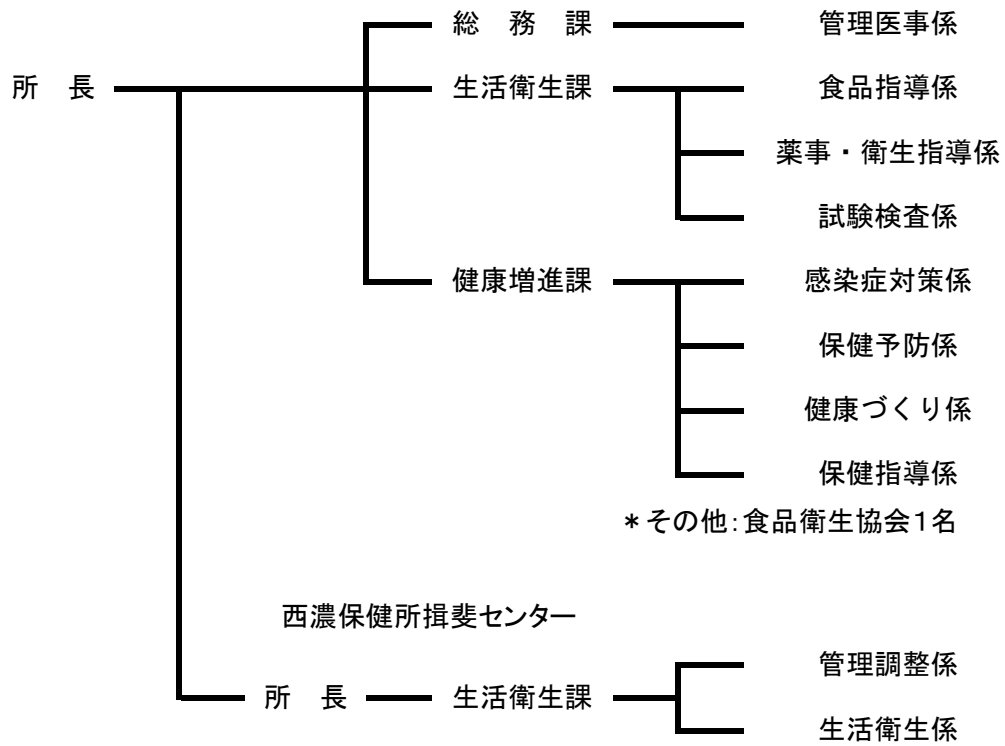 総　務　課 管理医事係
所　長 生活衛生課 食品指導係
薬事・衛生指導係
試験検査係
健康増進課 感染症対策係
保健予防係
健康づくり係
保健指導係
＊その他：食品衛生協会１名
西濃保健所揖斐センター
管理調整係
所　長 生活衛生課
生活衛生係